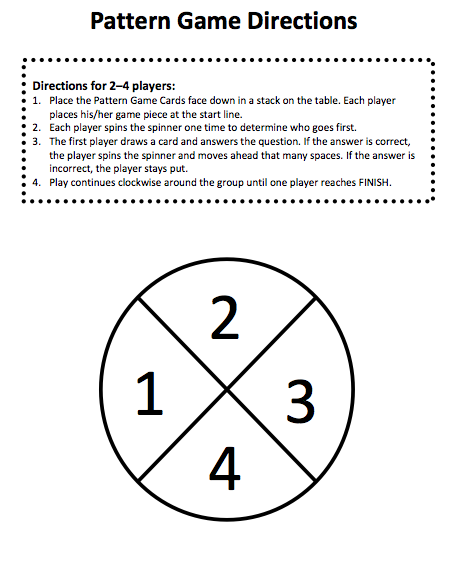 Pattern Game Directions
Directions for 2–4 players:
1. Place the Pattern Game Cards face down in a stack on the table. Each player
places his/her game piece at the start line.
2. Each player spins the spinner one time to determine who goes first.
3. The first player draws a card and answers the question. If the answer is correct,
the player spins the spinner and moves ahead that many spaces. If the answer is
incorrect, the player stays put.
4. Play continues clockwise around the group until one player reaches FINISH.
2
1
3
4